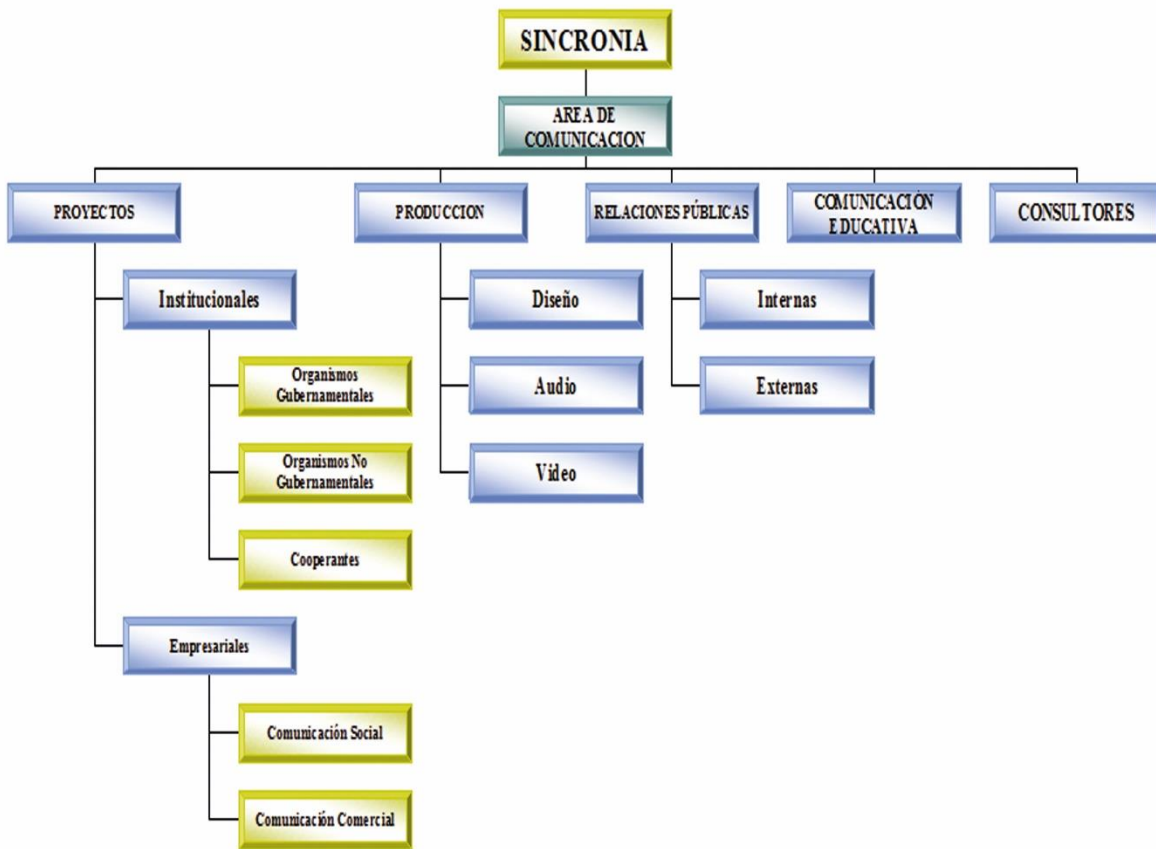 SINCRONIA
AREA DE
COMUNICACION
PROYECTOS
PRODUCCION
RELACIONES PÚBLICAS
COMUNICACIÓN
EDUCATIVA
CONSULTORES
Institucionales
Organismos
Gubernamentales
Organismos No
Gubernamentales
Cooperantes
Empresariales
Comunicación Social
Comunicación Comercial
Diseño
Audio
Video
Internas
Externas